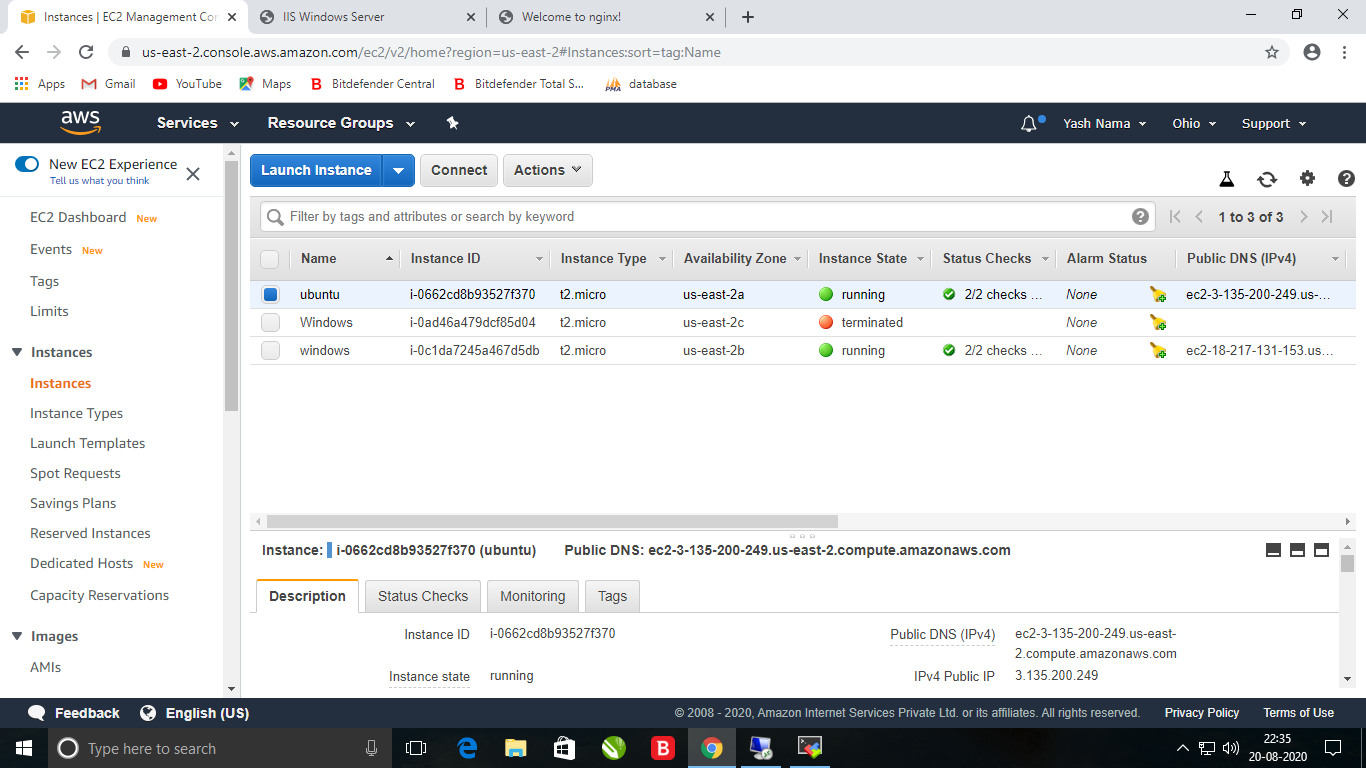 Instances | EC2 Management Con
IIS Windows Server
Welcome to nginx!
us-east-2.console.aws.amazon.com/ec2/v2/home?region=us-east-2#Instances:sort=tag:Name
Apps
Gmail
YouTube
Maps
Bitdefender Central
Bitdefender Total S...
PMA
database
aws
Services
Resource Groups
Yash Nama
Ohio
Support
New EC2 Experience
Tell us what you think
EC2 Dashboard New
Events New
Tags
Limits
Instances
Instances
Instance Types
Launch Templates
Spot Requests
Savings Plans
Reserved Instances
Dedicated Hosts New
Capacity Reservations
Images
AMIs
Launch Instance
Connect
Actions
Filter by tags and attributes or search by keyword
1 to 3 of 3
Name Instance ID Instance Type Availability Zone Instance State Status Checks Alarm Status Public DNS (IPv4)
ubuntu i-0662cd8b93527f370 t2.micro us-east-2a running 2/2 checks ... None ec2-3-135-200-249.us-...
Windows i-0ad46a479dcf85d04 t2.micro us-east-2c terminated None
windows i-0c1da7245a467d5db t2.micro us-east-2b running 2/2 checks ... None ec2-18-217-131-153.us...
Instance: i-0662cd8b93527f370 (ubuntu) Public DNS: ec2-3-135-200-249.us-east-2.compute.amazonaws.com
Description
Status Checks
Monitoring
Tags
Instance ID i-0662cd8b93527f370
Public DNS (IPv4) ec2-3-135-200-249.us-east-
2.compute.amazonaws.com
Instance state running
IPv4 Public IP 3.135.200.249
Feedback
English (US)
© 2008 - 2020, Amazon Internet Services Private Ltd. or its affiliates. All rights reserved.
Privacy Policy
Terms of Use
Type here to search
22:35
20-08-2020